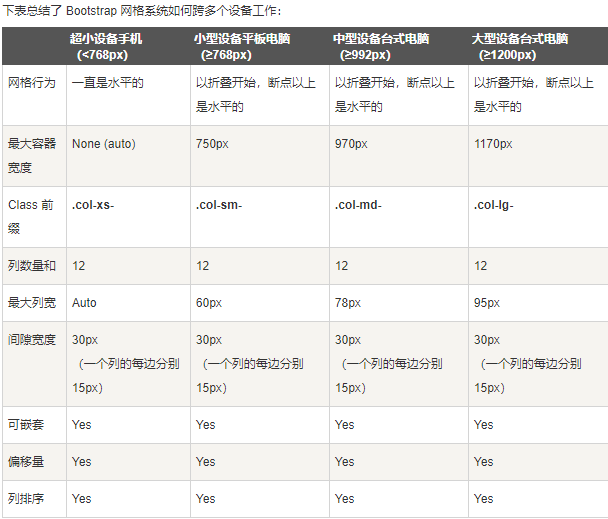 下表总结了 Bootstrap 网格系统如何跨多个设备工作：
超小设备手机 小型设备平板电脑 中型设备台式电脑 大型设备台式电脑
(<768px) (≥768px) (≥992px) (≥1200px)
网格行为 一直是水平的 以折叠开始，断点以上 以折叠开始，断点以上 以折叠开始，断点以上
是水平的 是水平的 是水平的
最大容器 None (auto) 750px 970px 1170px
宽度
Class 前 .col-xs- .col-sm- .col-md- .col-lg-
缀
列数量和 12 12 12 12
最大列宽 Auto 60px 78px 95px
间隙宽度 30px 30px 30px 30px
（一个列的每边分别 （一个列的每边分别 （一个列的每边分别 （一个列的每边分别
15px） 15px） 15px） 15px）
可嵌套 Yes Yes Yes Yes
偏移量 Yes Yes Yes Yes
列排序 Yes Yes Yes Yes